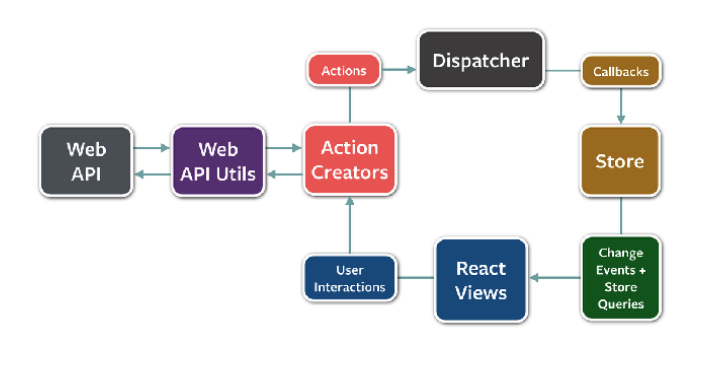 Dispatcher
Actions
Callbacks
Web
API
Web
API Utils
Action
Creators
Store
User
Interactions
React
Views
Change
Events +
Store
Queries